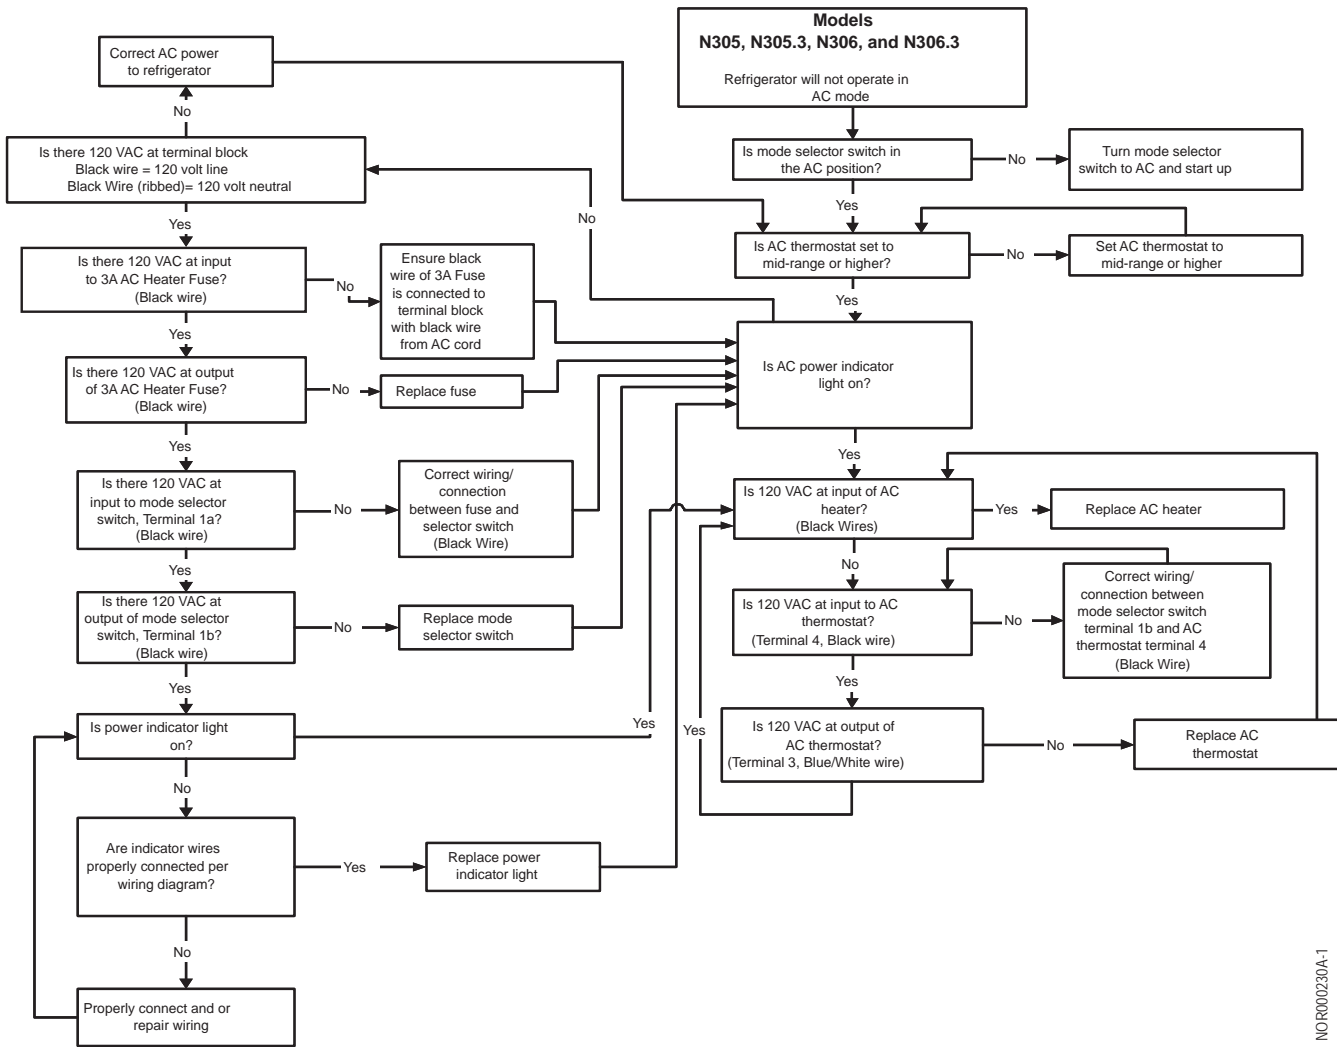 Models
N305, N305.3, N306, and N306.3
Refrigerator will not operate in
AC mode
Is mode selector switch in
the AC position?
No
Turn mode selector
switch to AC and start up
Yes
Is AC thermostat set to
mid-range or higher?
No
Set AC thermostat to
mid-range or higher
Yes
Is AC power indicator
light on?
No
Yes
Is 120 VAC at input of AC
heater?
(Black Wires)
Yes
Replace AC heater
No
Is 120 VAC at input to AC
thermostat?
(Terminal 4, Black wire)
No
Correct wiring/
connection between
mode selector switch
terminal 1b and AC
thermostat terminal 4
(Black Wire)
Yes
Is 120 VAC at output of
AC thermostat?
(Terminal 3, Blue/White wire)
Yes
No
Replace AC
thermostat
Correct AC power
to refrigerator
No
Is there 120 VAC at terminal block
Black wire = 120 volt line
Black Wire (ribbed)= 120 volt neutral
Yes
Is there 120 VAC at input
to 3A AC Heater Fuse?
(Black wire)
No
Ensure black
wire of 3A Fuse
is connected to
terminal block
with black wire
from AC cord
Yes
Is there 120 VAC at output
of 3A AC Heater Fuse?
(Black wire)
No
Replace fuse
Yes
Is there 120 VAC at
input to mode selector
switch, Terminal 1a?
(Black wire)
No
Correct wiring/
connection
between fuse and
selector switch
(Black Wire)
Yes
Is there 120 VAC at
output of mode selector
switch, Terminal 1b?
(Black wire)
No
Replace mode
selector switch
Yes
Is power indicator light
on?
Yes
No
Are indicator wires
properly connected per
wiring diagram?
Yes
Replace power
indicator light
No
Properly connect and or
repair wiring
NOR000230A-1